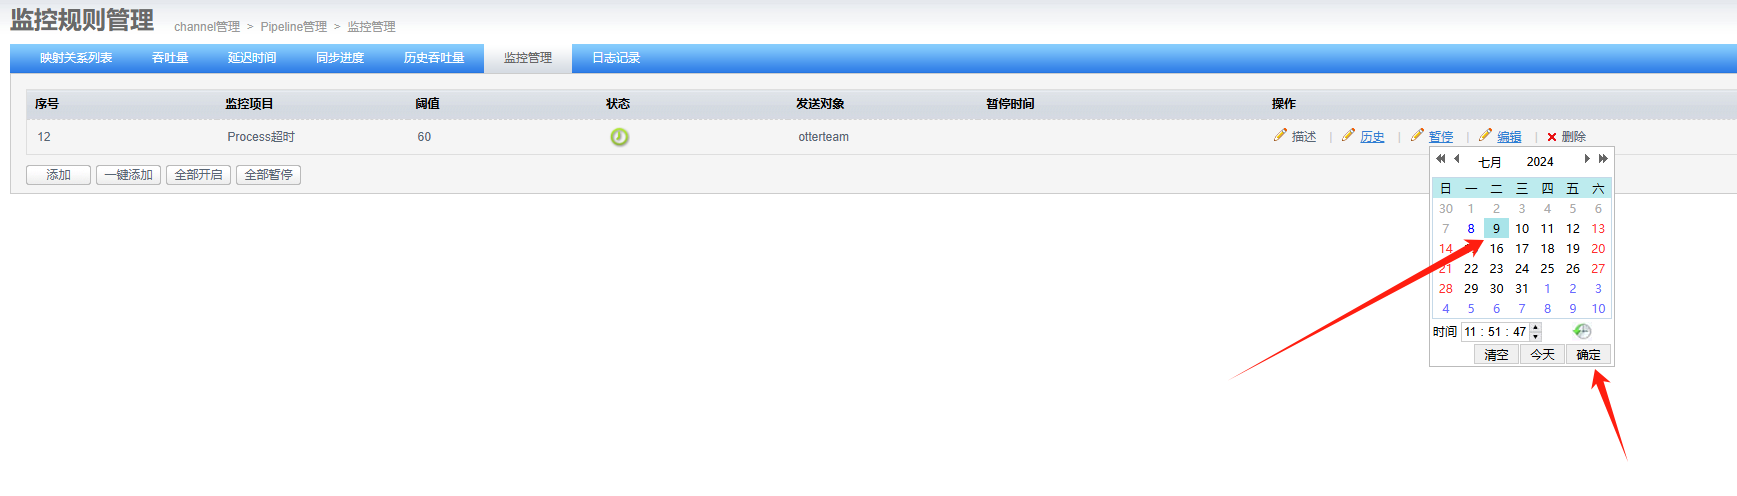 监控规则管理 channel管理 > Pipeline管理 > 监控管理
映射关系列表 吞吐量 延迟时间 同步进度 历史吞吐量 监控管理 日志记录
序号 监控项目 阈值 状态 发送对象 暂停时间 操作
12 Process超时 60 otterteam 描述 | 历史 | 暂停 | 编辑 | 删除
添加 一键添加 全部开启 全部暂停
七月 2024
日 一 二 三 四 五 六
30 1 2 3 4 5 6
7 8 9 10 11 12 13
14 16 17 18 19 20
21 22 23 24 25 26 27
28 29 30 31 1 2 3
4 5 6 7 8 9 10
时间 11 : 51 : 47
清空 今天 确定